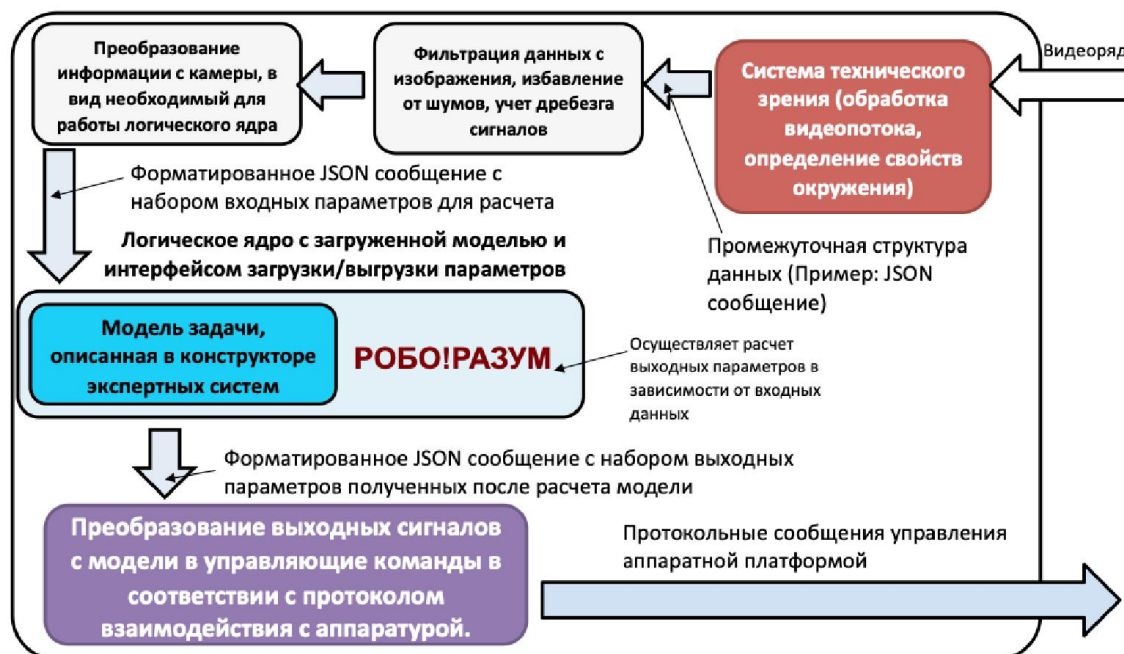 Преобразование
информации с камеры, в
вид необходимый для
работы логического ядра
Фильтрация данных с
изображения, избавление
от шумов, учет дребезга
сигналов
Система технического
зрения (обработка
видеопотока,
определение свойств
окружения)
Видеоряд
Форматированное JSON сообщение с
набором входных параметров для расчета
Промежуточная структура
данных (Пример: JSON
сообщение)
Логическое ядро с загруженной моделью и
интерфейсом загрузки/выгрузки параметров
Модель задачи,
описанная в конструкторе
экспертных систем
РОБО!РАЗУМ
Осуществляет расчет
выходных параметров в
зависимости от входных
данных
Форматированное JSON сообщение с набором выходных
параметров полученных после расчета модели
Преобразование выходных сигналов
с модели в управляющие команды в
соответствии с протоколом
взаимодействия с аппаратурой.
Протокольные сообщения управления
аппаратной платформой